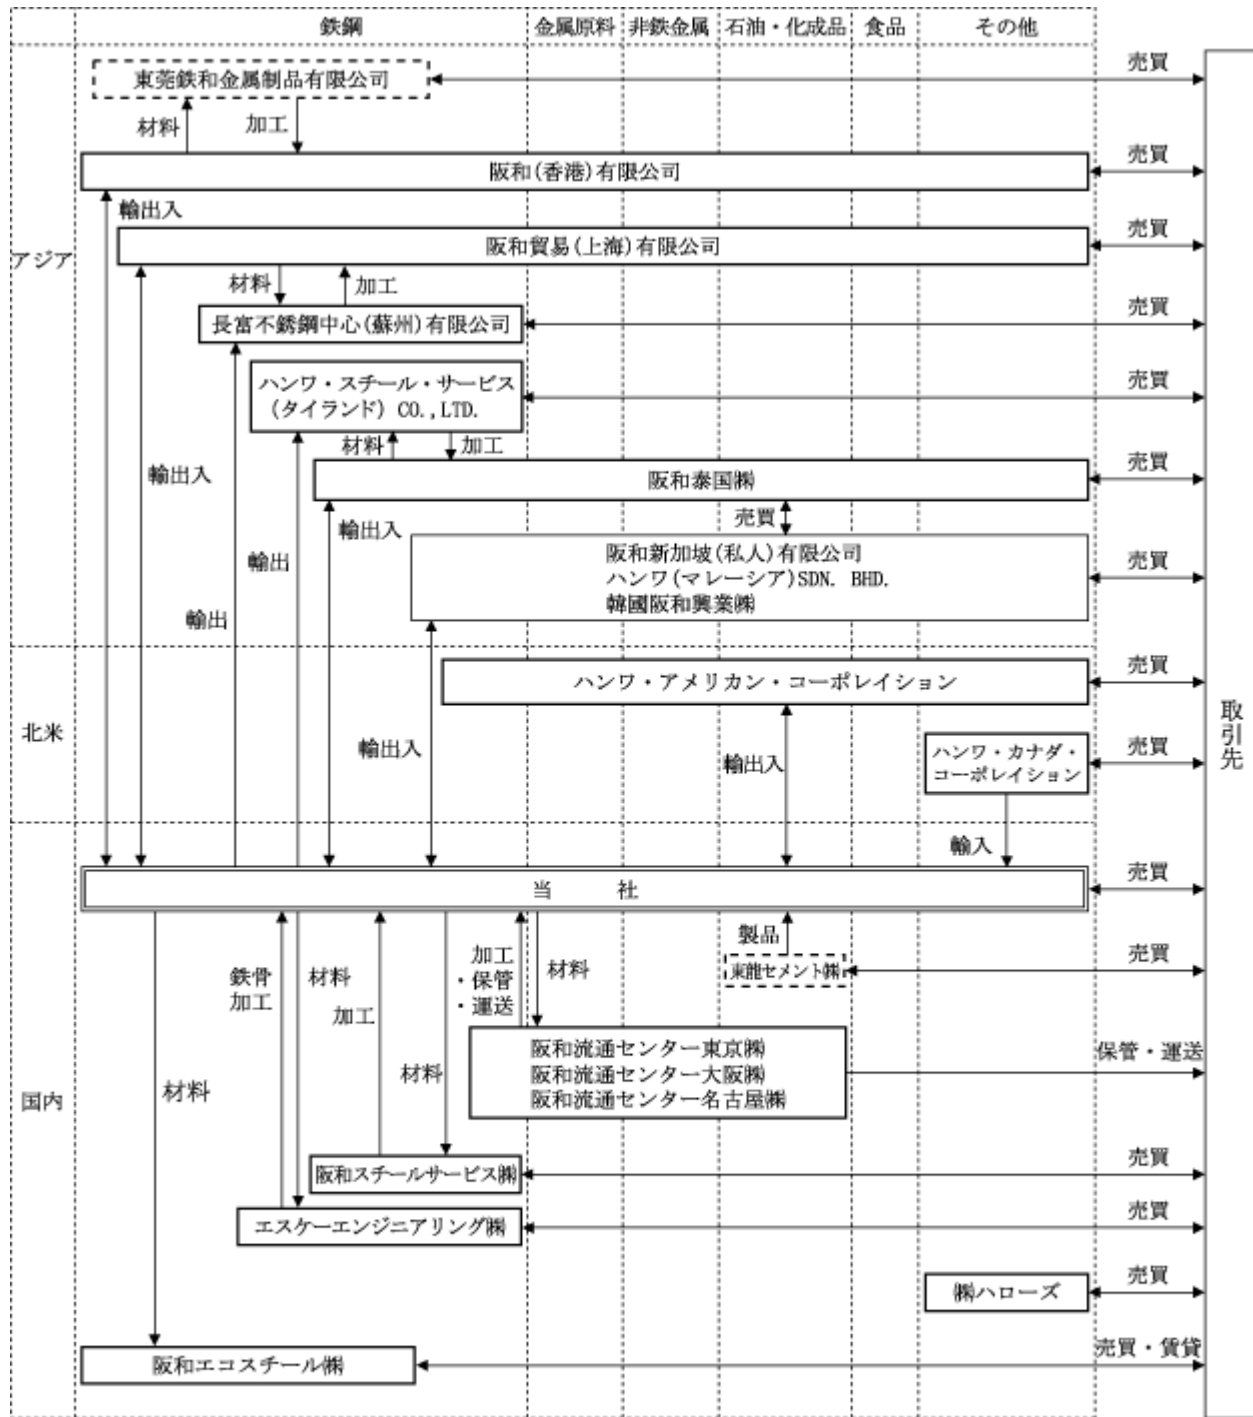 鉄鋼 金属原料 非鉄金属 石油・化成品 食品 その他
売買
東莞鉄和金属制品有限公司
材料 加工
売買
阪和(香港)有限公司
輸出入
売買
アジア
阪和貿易(上海)有限公司
材料 加工
売買
長富不銹鋼中心(蘇州)有限公司
ハンワ・スチール・サービス
(タイランド) CO.,LTD.
売買
材料 加工
売買
輸出入
阪和泰国㈱
売買
輸出入
輸出
阪和新加坡(私人)有限公司
ハンワ(マレーシア)SDN. BHD.
韓國阪和興業㈱
売買
輸出
ハンワ・アメリカン・コーポレイション
売買
北米
取引先
輸出入
輸出入
ハンワ・カナダ・
コーポレイション
売買
輸入
当 社
売買
製品
東龍セメント㈱
売買
鉄骨
加工
材料
加工
加工
・保管
・運送
材料
阪和流通センター東京㈱
阪和流通センター大阪㈱
阪和流通センター名古屋㈱
保管・運送
国内
材料
材料
阪和スチールサービス㈱
売買
エスケーエンジニアリング㈱
売買
㈱ハローズ
売買
阪和エコスチール㈱
売買・賃貸